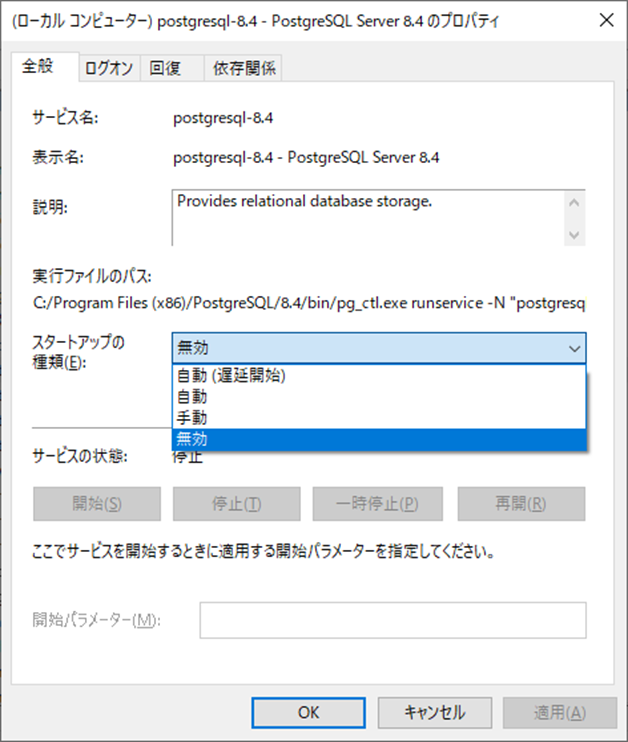 (ローカル コンピューター) postgresql-8.4 - PostgreSQL Server 8.4 のプロパティ
全般 ログオン 回復 依存関係
サービス名: postgresql-8.4
表示名: postgresql-8.4 - PostgreSQL Server 8.4
説明: Provides relational database storage.
実行ファイルのパス:
C:/Program Files (x86)/PostgreSQL/8.4/bin/pg_ctl.exe runservice -N "postgresq
スタートアップの
種類(E): 無効
自動 (遅延開始)
自動
手動
無効
サービスの状態: 停止
開始(S) 停止(T) 一時停止(P) 再開(R)
ここでサービスを開始するときに適用する開始パラメーターを指定してください。
開始パラメーター(M):
OK キャンセル 適用(A)